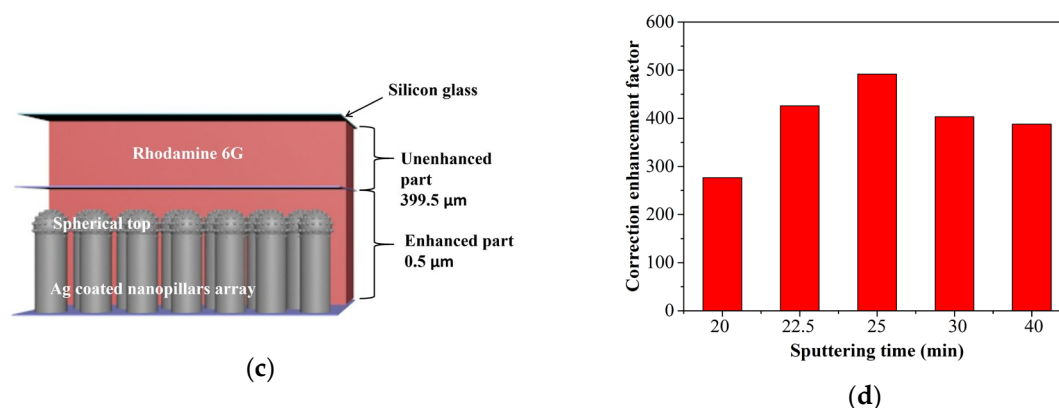 Silicon glass
Rhodamine 6G
Unenhanced
part
399.5 μm
Spherical top
Enhanced part
0.5 μm
Ag coated nanopillars array
(c)
Correction enhancement factor
600
500
400
300
200
100
0
20 22.5 25 30 40
Sputtering time (min)
(d)